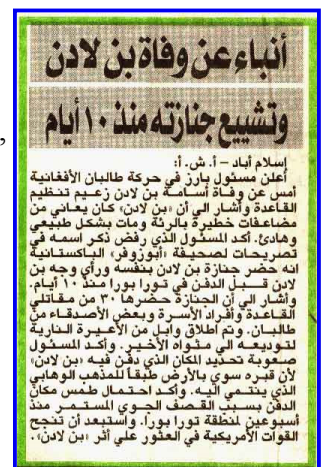 أنباء عن وفاة بن لادن
وتشييع جنازته منذ ١٠ أيام
إسلام أباد - أ. ش. أ:
أعلن مسئول بارز في حركة طالبان الأفغانية
أمس عن وفاة أسامة بن لادن زعيم تنظيم
القاعدة وأشار الى أن «بن لادن» كان يعاني من
مضاعفات خطيرة بالرئة ومات بشكل طبيعي
وهادئ. أكد المسئول الذي رفض ذكر اسمه في
تصريحات لصحيفة «أبوزرفر» الباكستانية
انه حضر جنازة بن لادن بنفسه ورأي وجه بن
لادن قبل الدفن في تورا بورا منذ ١٠ أيام.
وأشار الي أن الجنازة حضرها ٣٠ من مقاتلي
القاعدة وأفراد الاسرة وبعض الأصدقاء من
طالبان. وتم اطلاق وابل من الأعيرة النارية
لتوديعه الي مثواه الأخير. وأكد المسئول
صعوبة تحديد المكان الذي دفن فيه «بن لادن»
لأن قبره سوي بالأرض طبقاً للمذهب الوهابي
الذي ينتمي اليه. وأكد احتمال طمس مكان
الدفن بسبب القصف الجوي المستمر منذ
أسبوعين لمنطقة تورا بورا. واستبعد أن تنجح
القوات الأمريكية في العثور علي أثر «بن لادن».